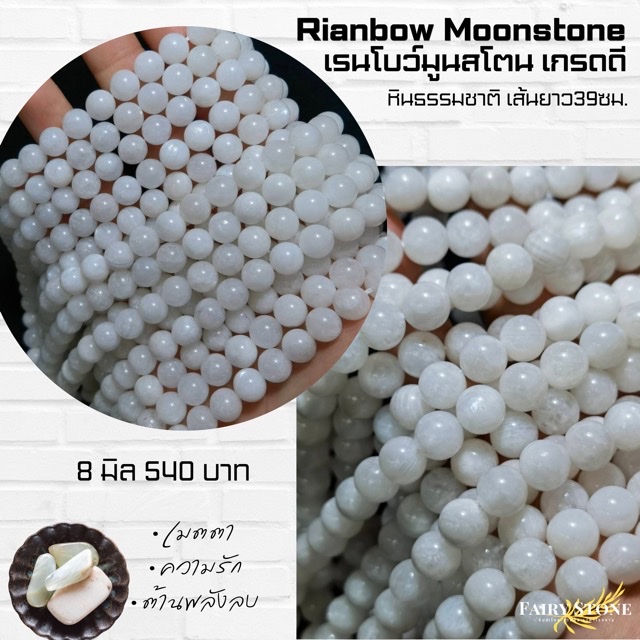 Rianbow Moonstone
เรนโบว์มูนสโตน เกรดดี
หินธรรมชาติ เส้นยาว39ซม.
8 มิล 540 บาท
• เมตตา
• ความรัก
• ต้านพลังลบ
FAIRY STONE